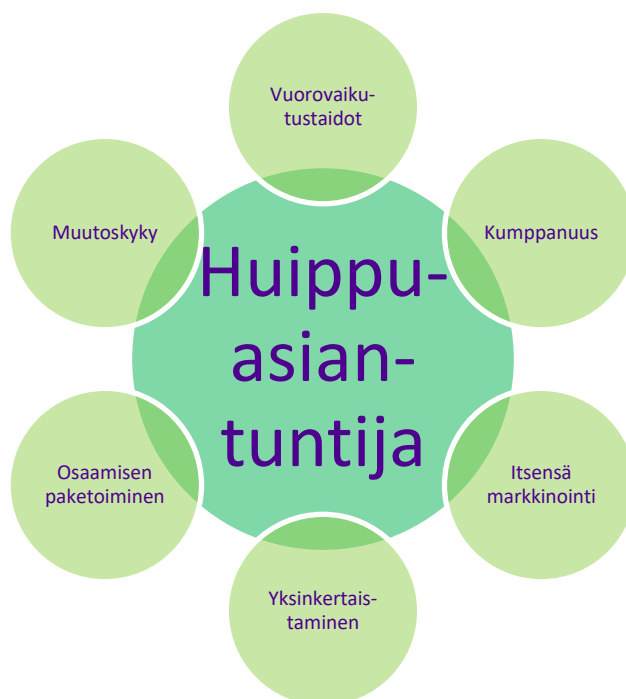 Vuorovaiku-
tustaidot
Kumppanuus
Muutoskyky
Huippu-
asian-
tuntija
Osaamisen
paketoiminen
Itsensä
markkinointi
Yksinkertais-
taminen